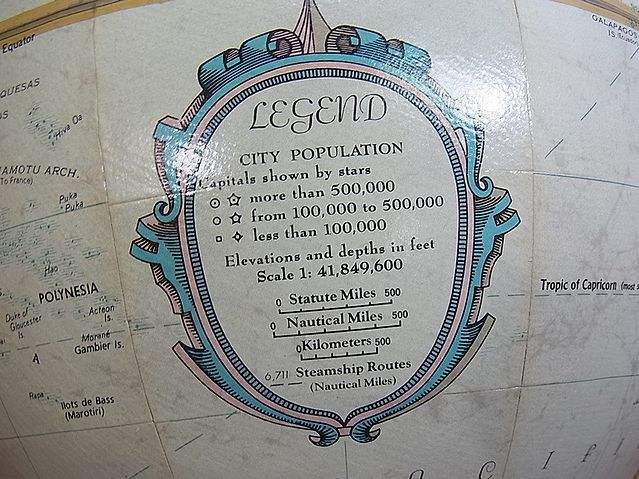 Equator
GALAPAGOS
IS.
QUESAS
Hiva Oa
AMOTU ARCH.
(To France)
Puka
Puka
Hao
POLYNESIA
Duke of
Gloucester
Is.
Acteon
Is.
Morané
Gambier Is.
A
Rapa
Ilots de Bass
(Marotiri)
LEGEND
CITY POPULATION
Capitals shown by stars
more than 500,000
from 100,000 to 500,000
less than 100,000
Elevations and depths in feet
Scale 1: 41,849,600
0 Statute Miles 500
0 Nautical Miles 500
0 Kilometers 500
6,711 Steamship Routes
(Nautical Miles)
Tropic of Capricorn (most s
c i f i